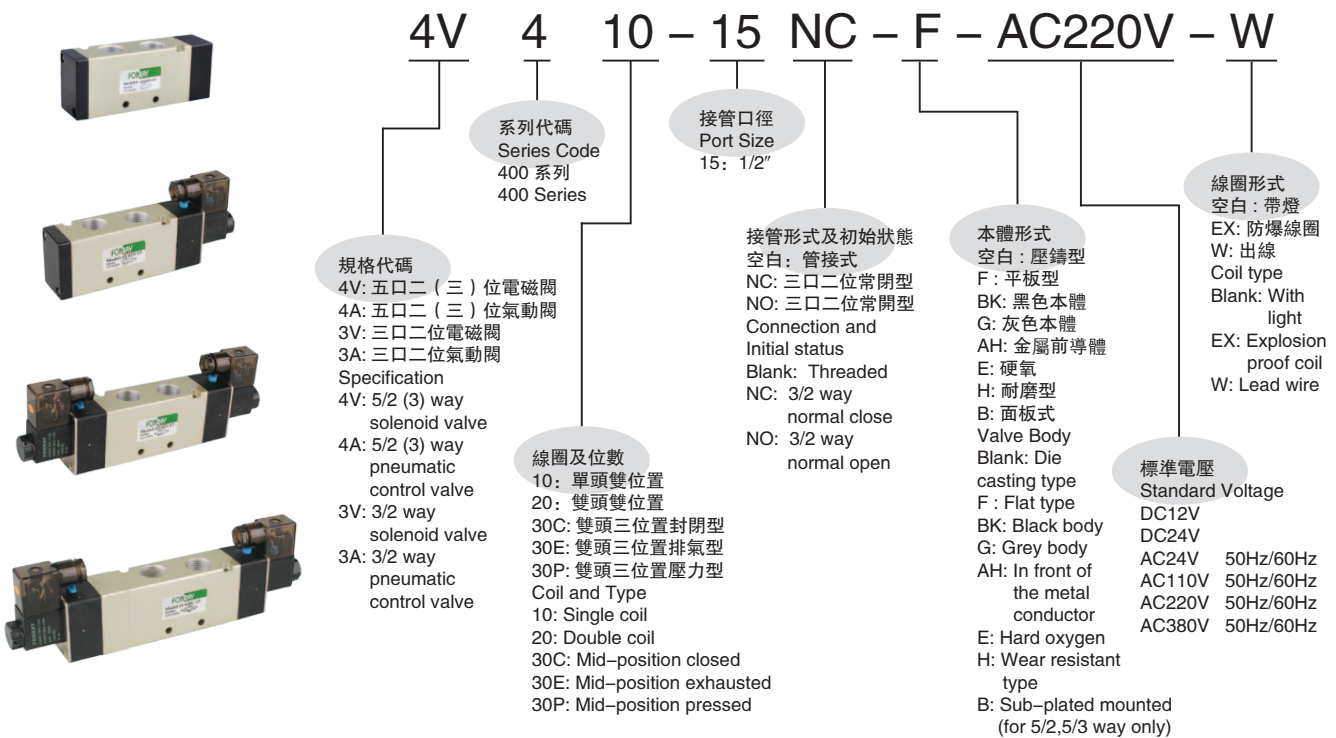 4V 4 10 – 15 NC – F – AC220V – W
系列代碼
Series Code
400 系列
400 Series
接管口徑
Port Size
15：1/2″
規格代碼
4V: 五口二（三）位電磁閥
4A: 五口二（三）位氣動閥
3V: 三口二位電磁閥
3A: 三口二位氣動閥
Specification
4V: 5/2 (3) way
solenoid valve
4A: 5/2 (3) way
pneumatic
control valve
3V: 3/2 way
solenoid valve
3A: 3/2 way
pneumatic
control valve
線圈及位數
10：單頭雙位置
20：雙頭雙位置
30C: 雙頭三位置封閉型
30E: 雙頭三位置排氣型
30P: 雙頭三位置壓力型
Coil and Type
10: Single coil
20: Double coil
30C: Mid–position closed
30E: Mid–position exhausted
30P: Mid–position pressed
接管形式及初始狀態
空白：管接式
NC: 三口二位常閉型
NO: 三口二位常開型
Connection and
Initial status
Blank: Threaded
NC: 3/2 way
normal close
NO: 3/2 way
normal open
本體形式
空白 : 壓鑄型
F : 平板型
BK: 黑色本體
G: 灰色本體
AH: 金屬前導體
E: 硬氧
H: 耐磨型
B: 面板式
Valve Body
Blank: Die
casting type
F : Flat type
BK: Black body
G: Grey body
AH: In front of
the metal
conductor
E: Hard oxygen
H: Wear resistant
type
B: Sub–plated mounted
(for 5/2,5/3 way only)
標準電壓
Standard Voltage
DC12V
DC24V
AC24V 50Hz/60Hz
AC110V 50Hz/60Hz
AC220V 50Hz/60Hz
AC380V 50Hz/60Hz
線圈形式
空白 : 帶燈
EX: 防爆線圈
W: 出線
Coil type
Blank: With
light
EX: Explosion
proof coil
W: Lead wire